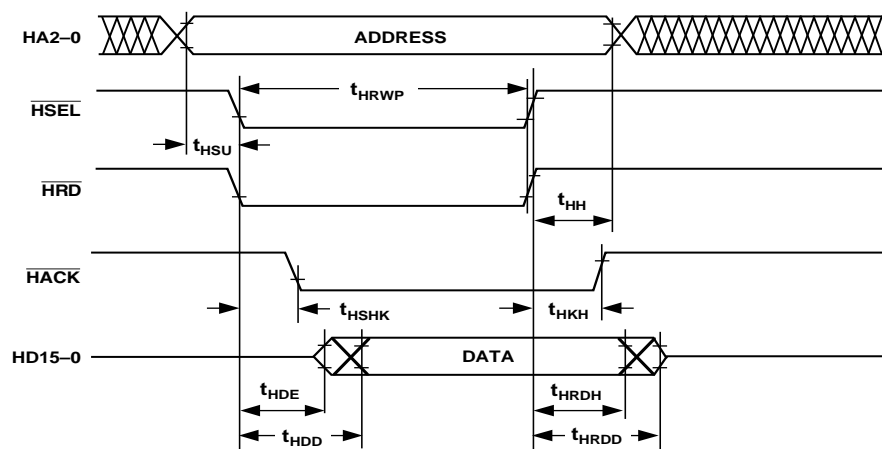 HA2–0
ADDRESS
HSEL
tHRWP
tHSU
HRD
tHH
HACK
tHSHK
tHKH
HD15–0
DATA
tHDE
tHRDH
tHDD
tHRDD